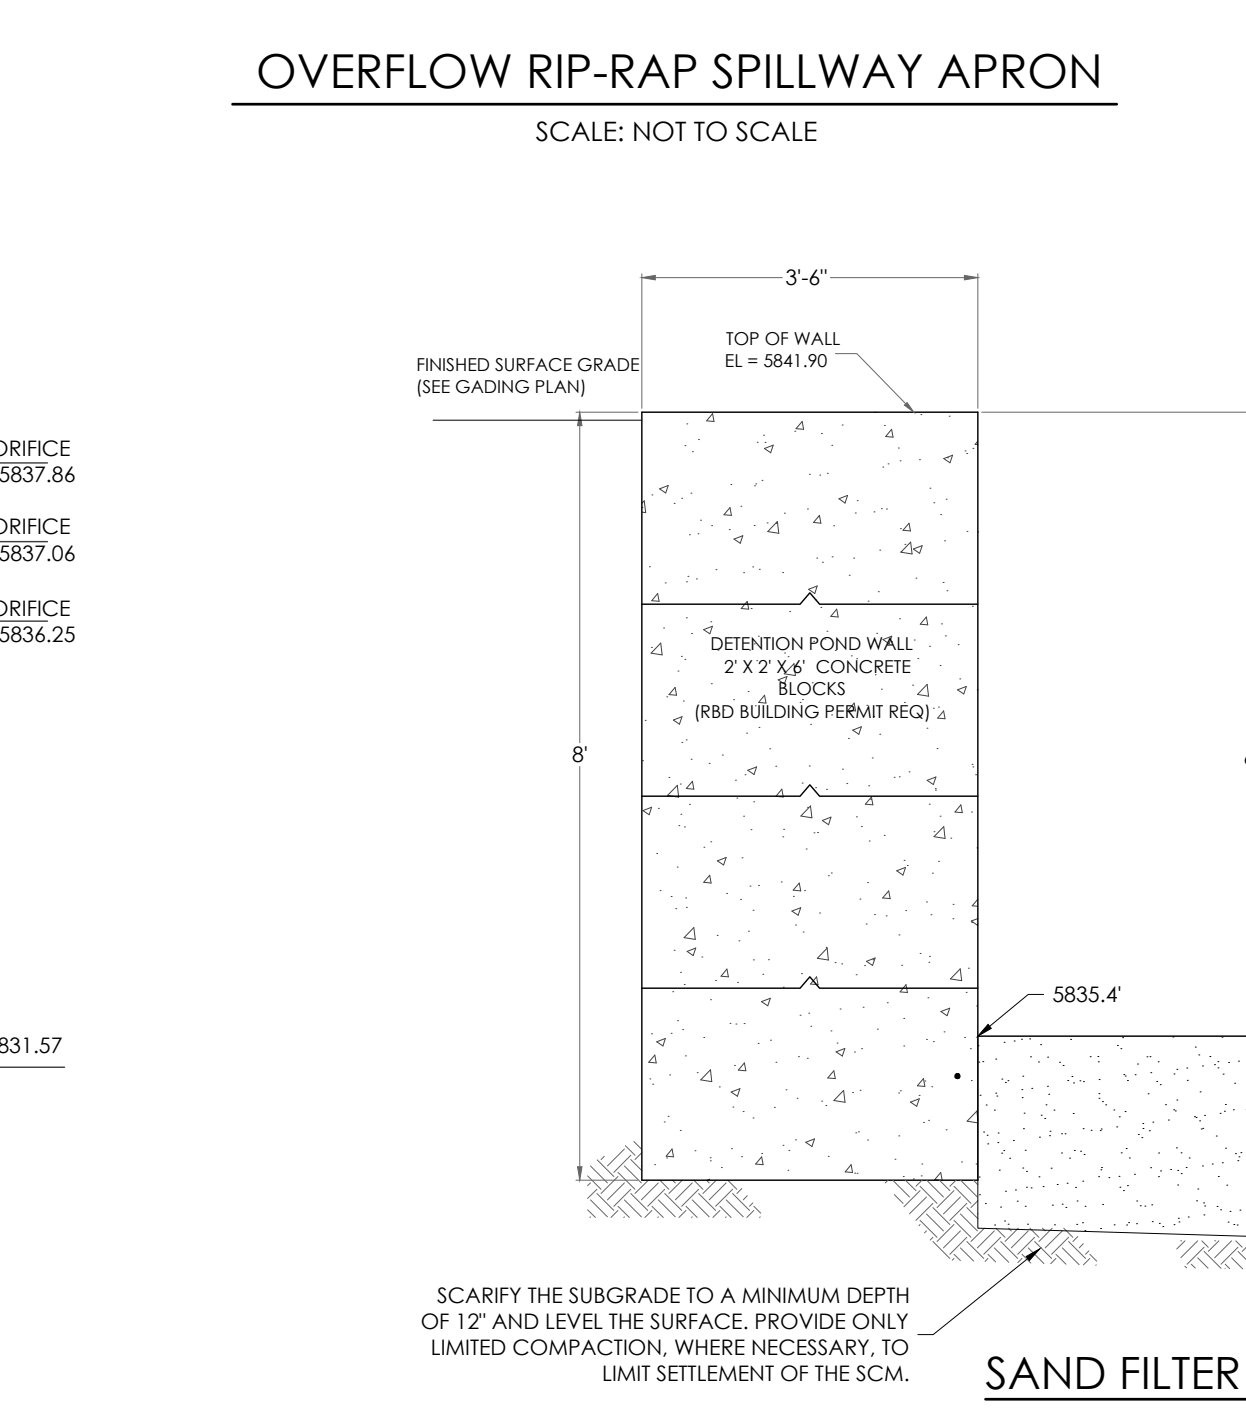 OVERFLOW RIP-RAP SPILLWAY APRON
SCALE: NOT TO SCALE
3'-6"
TOP OF WALL
EL = 5841.90
FINISHED SURFACE GRADE
(SEE GADING PLAN)
ORIFICE
5837.86
ORIFICE
5837.06
ORIFICE
5836.25
DETENTION POND WALL
2' X 2' X 6' CONCRETE
BLOCKS
(RBD BUILDING PERMIT REQ)
8'
5835.4'
831.57
SCARIFY THE SUBGRADE TO A MINIMUM DEPTH
OF 12" AND LEVEL THE SURFACE. PROVIDE ONLY
LIMITED COMPACTION, WHERE NECESSARY, TO
LIMIT SETTLEMENT OF THE SCM.
SAND FILTER